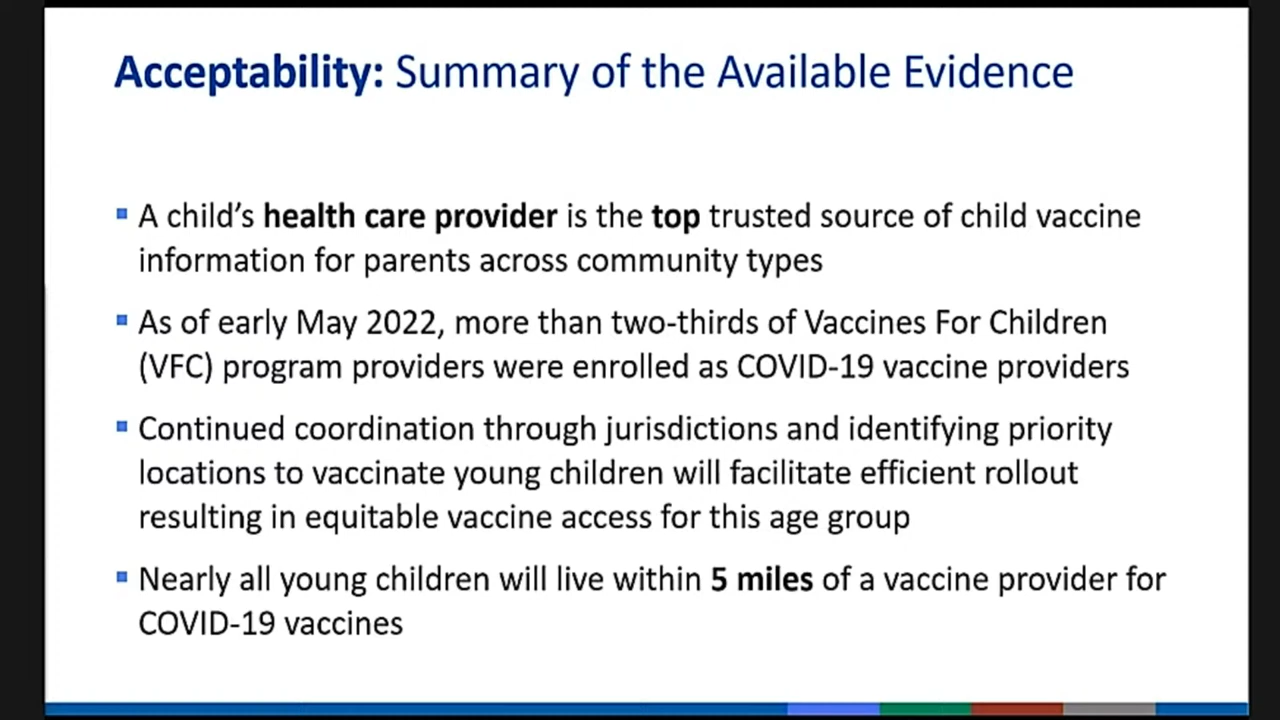 Acceptability: Summary of the Available Evidence
▪ A child’s health care provider is the top trusted source of child vaccine
information for parents across community types
▪ As of early May 2022, more than two-thirds of Vaccines For Children
(VFC) program providers were enrolled as COVID-19 vaccine providers
▪ Continued coordination through jurisdictions and identifying priority
locations to vaccinate young children will facilitate efficient rollout
resulting in equitable vaccine access for this age group
▪ Nearly all young children will live within 5 miles of a vaccine provider for
COVID-19 vaccines